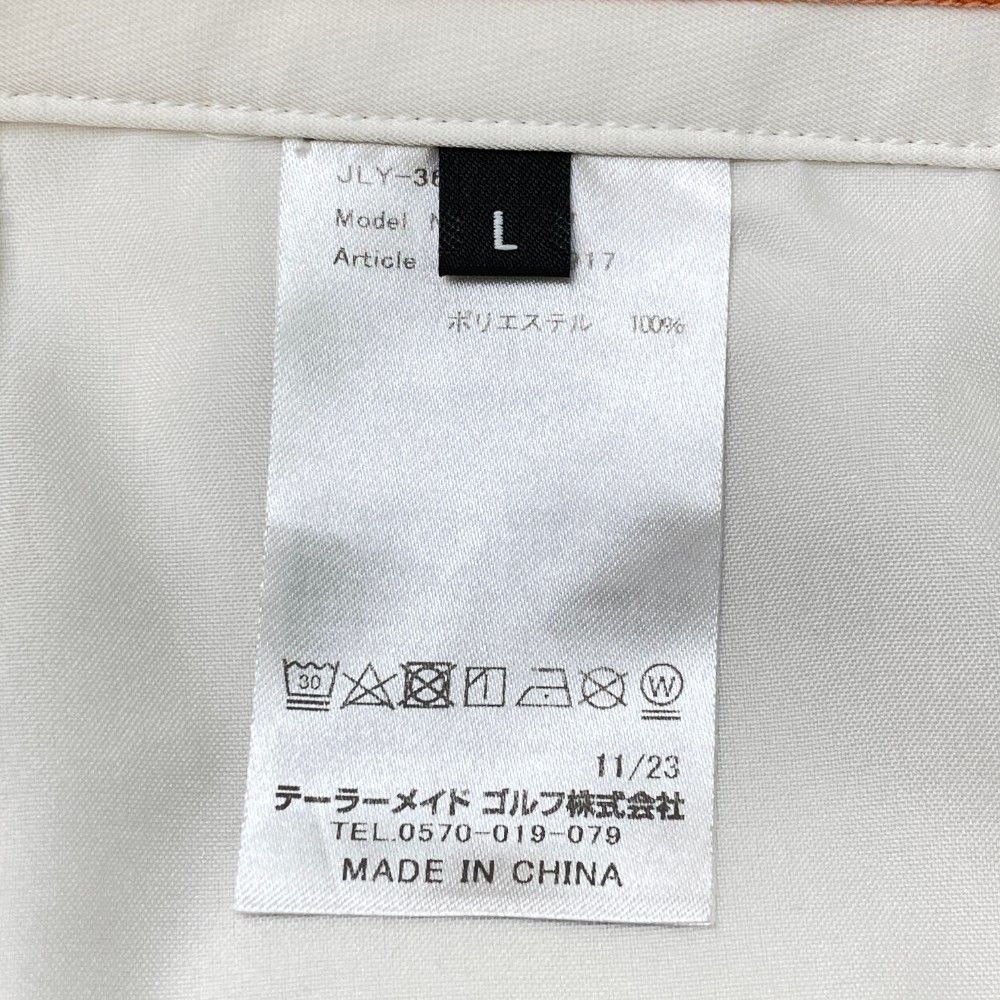 JLY-36
L
Model
Article 17
ポリエステル 100%
30
W
11/23
テーラーメイド ゴルフ株式会社
TEL.0570-019-079
MADE IN CHINA